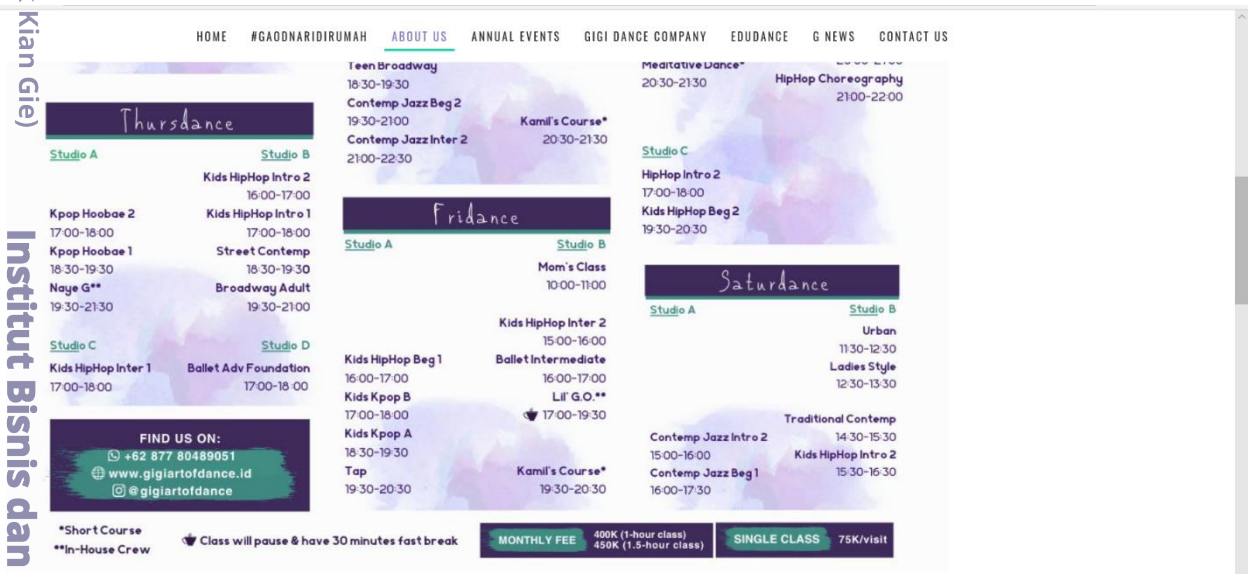 Kian Gie)
Institut Bisnis dan
HOME #GAODNARIDIRUMAH ABOUT US ANNUAL EVENTS GIGI DANCE COMPANY EDUDANCE G NEWS CONTACT US
Thursdance
Studio A
Kpop Hoobae 2
17:00-18:00
Kpop Hoobae 1
18:30-19:30
Naye G**
19:30-21:30
Studio B
Kids HipHop Intro 2
16:00-17:00
Kids HipHop Intro 1
17:00-18:00
Street Contemp
18:30-19:30
Broadway Adult
19:30-21:00
Studio C
Kids HipHop Inter 1
17:00-18:00
Studio D
Ballet Adv Foundation
17:00-18:00
FIND US ON:
+62 877 80489051
www.gigiartofdance.id
@gigiartofdance
Teen Broadway
18:30-19:30
Contemp Jazz Beg 2
19:30-21:00
Contemp Jazz Inter 2
21:00-22:30
Kamil's Course*
20:30-21:30
Fridance
Studio A
Kids HipHop Beg 1
16:00-17:00
Kids Kpop B
17:00-18:00
Kids Kpop A
18:30-19:30
Tap
19:30-20:30
Studio B
Mom's Class
10:00-11:00
Kids HipHop Inter 2
15:00-16:00
Ballet Intermediate
16:00-17:00
Lil' G.O.**
17:00-19:30
Kamil's Course*
19:30-20:30
Meditative Dance*
20:30-21:30
HipHop Choreography
21:00-22:00
Studio C
HipHop Intro 2
17:00-18:00
Kids HipHop Beg 2
19:30-20:30
Saturdance
Studio A
Contemp Jazz Intro 2
15:00-16:00
Contemp Jazz Beg 1
16:00-17:30
Studio B
Urban
11:30-12:30
Ladies Style
12:30-13:30
Traditional Contemp
14:30-15:30
Kids HipHop Intro 2
15:30-16:30
*Short Course
**In-House Crew
Class will pause & have 30 minutes fast break
MONTHLY FEE
400K (1-hour class)
450K (1.5-hour class)
SINGLE CLASS
75K/visit